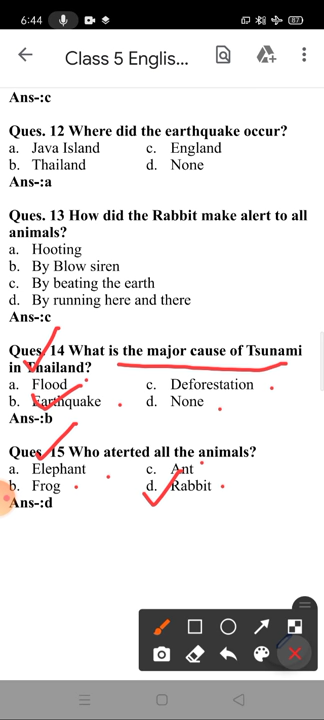 6:44
87
Class 5 Englis...
Ans-:c
Ques. 12 Where did the earthquake occur?
a. Java Island c. England
b. Thailand d. None
Ans-:a
Ques. 13 How did the Rabbit make alert to all
animals?
a. Hooting
b. By Blow siren
c. By beating the earth
d. By running here and there
Ans-:c
Ques. 14 What is the major cause of Tsunami
in Thailand?
a. Flood c. Deforestation
b. Earthquake d. None
Ans-:b
Ques. 15 Who aterted all the animals?
a. Elephant c. Ant
b. Frog d. Rabbit
Ans-:d